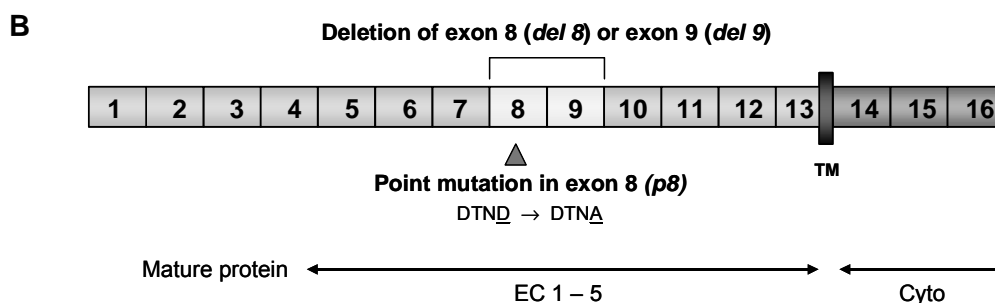 B
Deletion of exon 8 (del 8) or exon 9 (del 9)
1 2 3 4 5 6 7 8 9 10 11 12 13 14 15 16
TM
Point mutation in exon 8 (p8)
DTND → DTNA
Mature protein
EC 1 – 5
Cyto